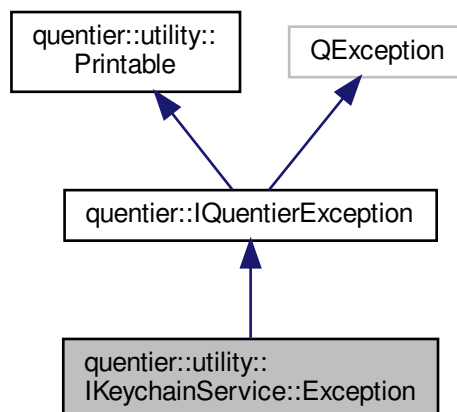 quentier::utility::
Printable
QException
quentier::IQuentierException
quentier::utility::
IKeychainService::Exception